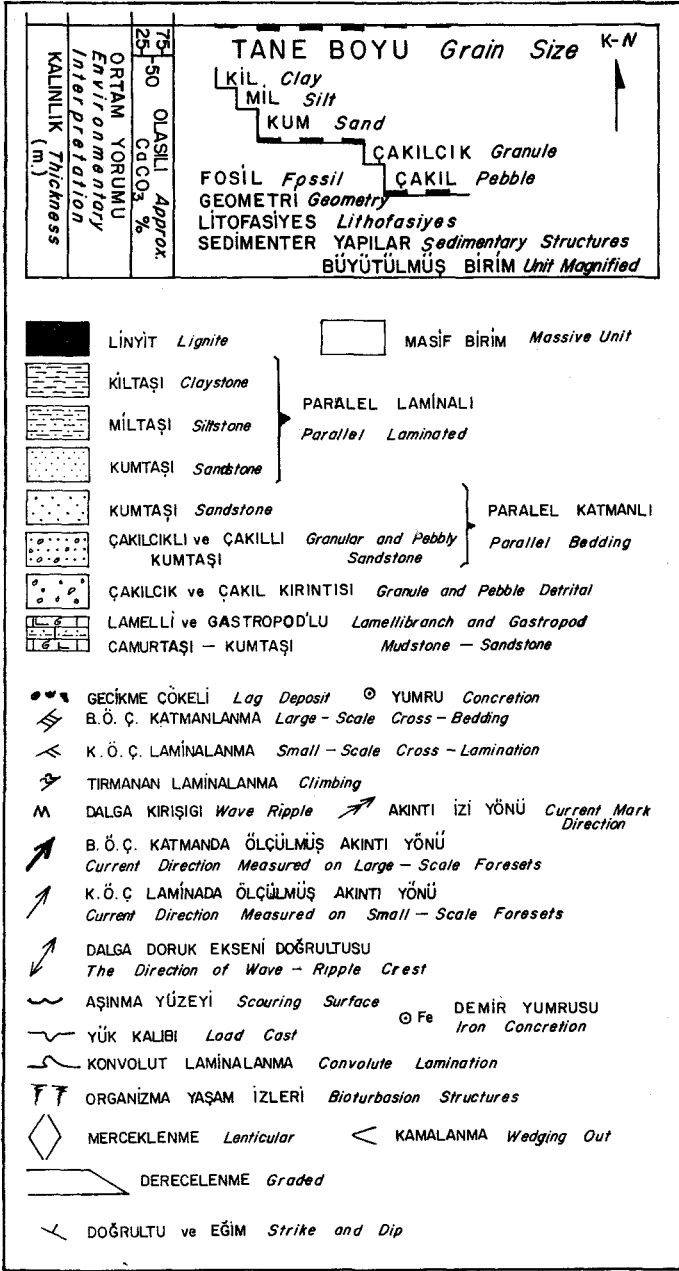 KALINLIK Thickness
(m.)
ORTAM YORUMU
Environmentary
Interpretation
75
25
50
OLASILI Approx.
CaCO3 %
TANE BOYU Grain Size
K-N
KİL Clay
MİL Silt
KUM Sand
ÇAKILCIK Granule
FOSİL Fossil
ÇAKIL Pebble
GEOMETRİ Geometry
LİTOFASİYES Lithofasiyes
SEDIMENTER YAPILAR Sedimentary Structures
BÜYÜTÜLMÜŞ BİRİM Unit Magnified
LİNYİT Lignite
MASİF BİRİM Massive Unit
KİLTAŞI Claystone
MİLTAŞI Siltstone
PARALEL LAMİNALI
Parallel Laminated
KUMTAŞI Sandstone
KUMTAŞI Sandstone
PARALEL KATMANLI
Parallel Bedding
ÇAKILCIKLI ve ÇAKILLI Granular and Pebbly
KUMTAŞI Sandstone
ÇAKILCIK ve ÇAKIL KIRINTISI Granule and Pebble Detrital
L G
G L
LAMELLİ ve GASTROPOD'LU Lamellibranch and Gastropod
CAMURTAŞI – KUMTAŞI Mudstone – Sandstone
GECİKME ÇÖKELİ Lag Deposit
YUMRU Concretion
B.Ö.Ç. KATMANLANMA Large – Scale Cross – Bedding
K.Ö.Ç. LAMİNALANMA Small – Scale Cross – Lamination
TIRMANAN LAMİNALANMA Climbing
DALGA KIRIŞIGI Wave Ripple
AKINTI İZİ YÖNÜ Current Mark
Direction
B.Ö.Ç. KATMANDA ÖLÇÜLMÜŞ AKINTI YÖNÜ
Current Direction Measured on Large – Scale Foresets
K.Ö.Ç LAMINADA ÖLÇÜLMÜŞ AKINTI YÖNÜ
Current Direction Measured on Small – Scale Foresets
DALGA DORUK EKSENİ DOĞRULTUSU
The Direction of Wave – Ripple Crest
AŞINMA YÜZEYİ Scouring Surface
Fe
DEMİR YUMRUSU
Iron Concretion
YÜK KALIBI Load Cast
KONVOLUT LAMİNALANMA Convolute Lamination
ORGANİZMA YAŞAM İZLERİ Bioturbasion Structures
MERCEKLENME Lenticular
KAMALANMA Wedging Out
DERECELENME Graded
DOĞRULTU ve EĞİM Strike and Dip